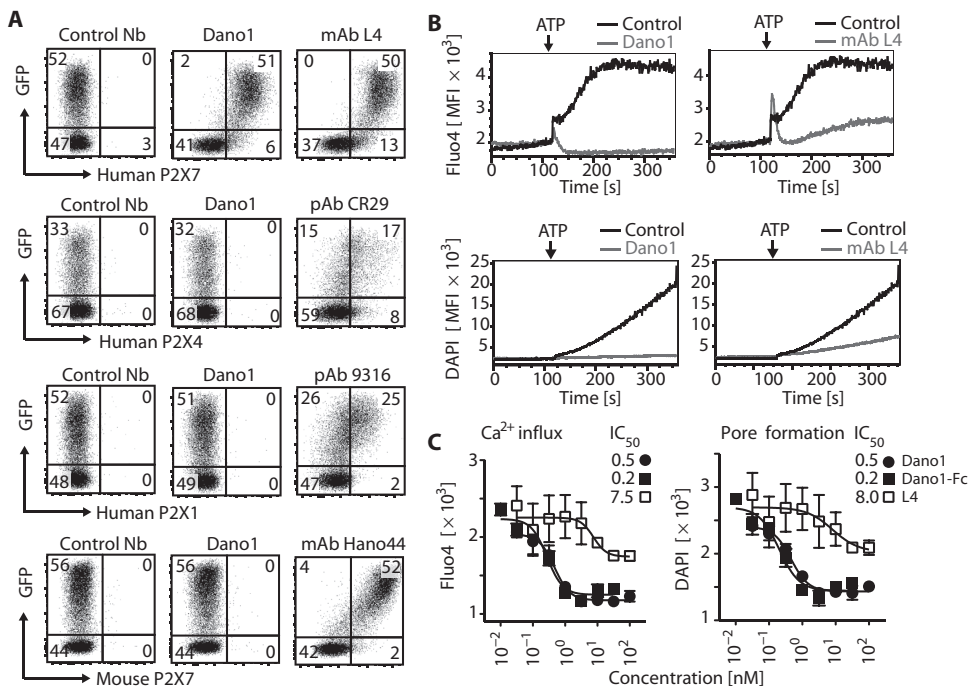 A
Control Nb Dano1 mAb L4
GFP
52 0 2 51 0 50
47 3 41 6 37 13
Human P2X7
Control Nb Dano1 pAb CR29
GFP
33 0 32 0 15 17
67 0 68 0 59 8
Human P2X4
Control Nb Dano1 pAb 9316
GFP
52 0 51 0 26 25
48 0 49 0 47 2
Human P2X1
Control Nb Dano1 mAb Hano44
GFP
56 0 56 0 4 52
44 0 44 0 42 2
Mouse P2X7
B
ATP Control Dano1
ATP Control mAb L4
Fluo4 [ MFI × 10³]
4 3 2
0 100 200 300
Time [s]
4 3 2
0 100 200 300
Time [s]
ATP Control Dano1
ATP Control mAb L4
DAPI [ MFI × 10³]
25 20 15 10 5
0 100 200 300
Time [s]
25 20 15 10 5
0 100 200 300
Time [s]
C
Ca²⁺ influx IC₅₀
0.5
0.2
7.5
Fluo4 [ × 10³]
3 2 1
10⁻² 10⁻¹ 10⁰ 10¹ 10²
Pore formation IC₅₀
0.5 Dano1
0.2 Dano1-Fc
8.0 L4
DAPI [ × 10³]
3 2 1
10⁻² 10⁻¹ 10⁰ 10¹ 10²
Concentration [nM]